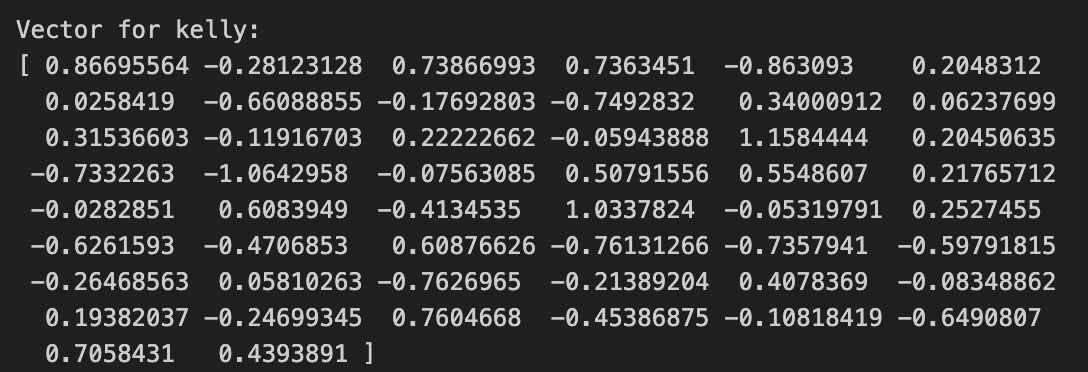 Vector for kelly:
[ 0.86695564 -0.28123128 0.73866993 0.7363451 -0.863093 0.2048312
0.0258419 -0.66088855 -0.17692803 -0.7492832 0.34000912 0.06237699
0.31536603 -0.11916703 0.22222662 -0.05943888 1.1584444 0.20450635
-0.7332263 -1.0642958 -0.07563085 0.50791556 0.5548607 0.21765712
-0.0282851 0.6083949 -0.4134535 1.0337824 -0.05319791 0.2527455
-0.6261593 -0.4706853 0.60876626 -0.76131266 -0.7357941 -0.59791815
-0.26468563 0.05810263 -0.7626965 -0.21389204 0.4078369 -0.08348862
0.19382037 -0.24699345 0.7604668 -0.45386875 -0.10818419 -0.6490807
0.7058431 0.4393891 ]